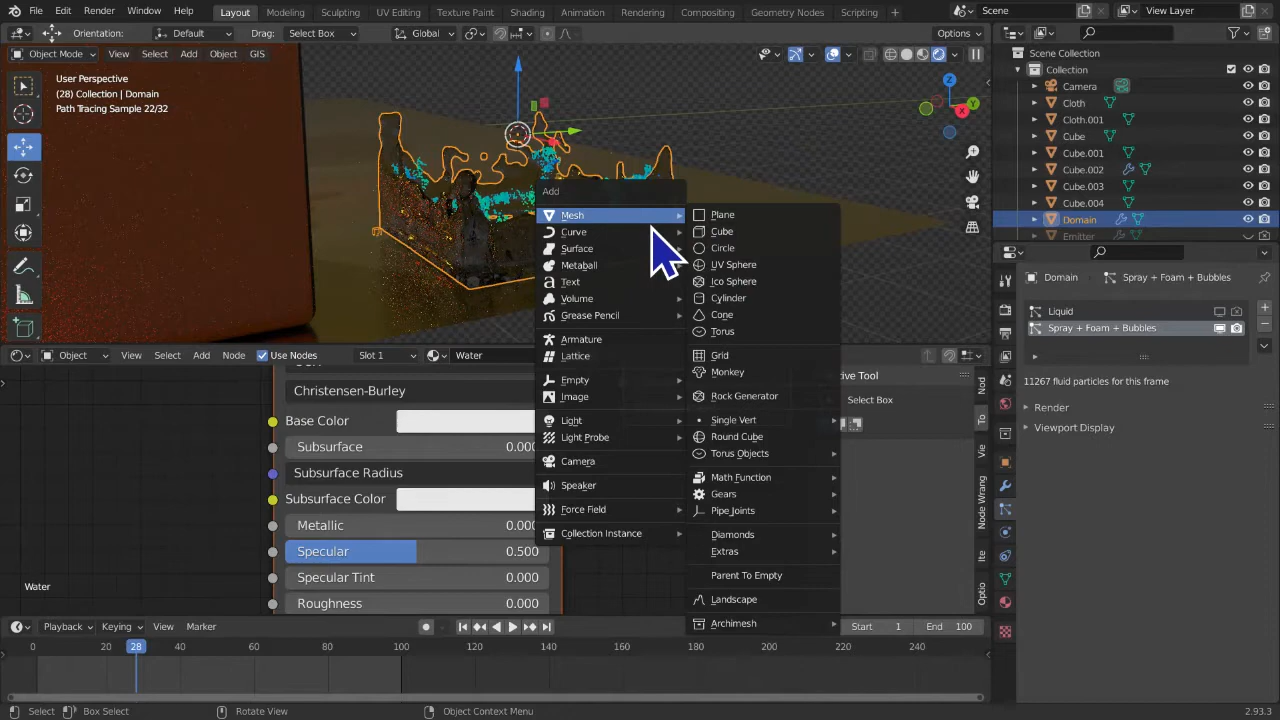 File Edit Render Window Help
Layout Modeling Sculpting UV Editing Texture Paint Shading Animation Rendering Compositing Geometry Nodes Scripting +
Scene
View Layer
Orientation: Default Drag: Select Box Global Options
Object Mode View Select Add Object GIS
User Perspective
(28) Collection | Domain
Path Tracing Sample 22/32
Z
Y
X
Scene Collection
Collection
Camera
Cloth
Cloth.001
Cube
Cube.001
Cube.002
Cube.003
Cube.004
Domain
Emitter
Domain Spray + Foam + Bubbles
Liquid
Spray + Foam + Bubbles
11267 fluid particles for this frame
Render
Viewport Display
Add
Mesh
Curve
Surface
Metaball
Text
Volume
Grease Pencil
Armature
Lattice
Empty
Image
Light
Light Probe
Camera
Speaker
Force Field
Collection Instance
Plane
Cube
Circle
UV Sphere
Ico Sphere
Cylinder
Cone
Torus
Grid
Monkey
Rock Generator
Single Vert
Round Cube
Torus Objects
Math Function
Gears
Pipe Joints
Diamonds
Extras
Parent To Empty
Landscape
Archimesh
Object View Select Add Node Use Nodes Slot 1 Water
Christensen-Burley
Base Color
Subsurface 0.000
Subsurface Radius
Subsurface Color
Metallic 0.000
Specular 0.500
Specular Tint 0.000
Roughness 0.000
Water
tive Tool
Select Box
Nod
To
Vie
Node Wrang
Ite
Optio
Playback Keying View Marker
Start 1 End 100
0 20 28 40 60 80 100 120 140 160 180 200 220 240
Select Box Select Rotate View Object Context Menu 2.93.3